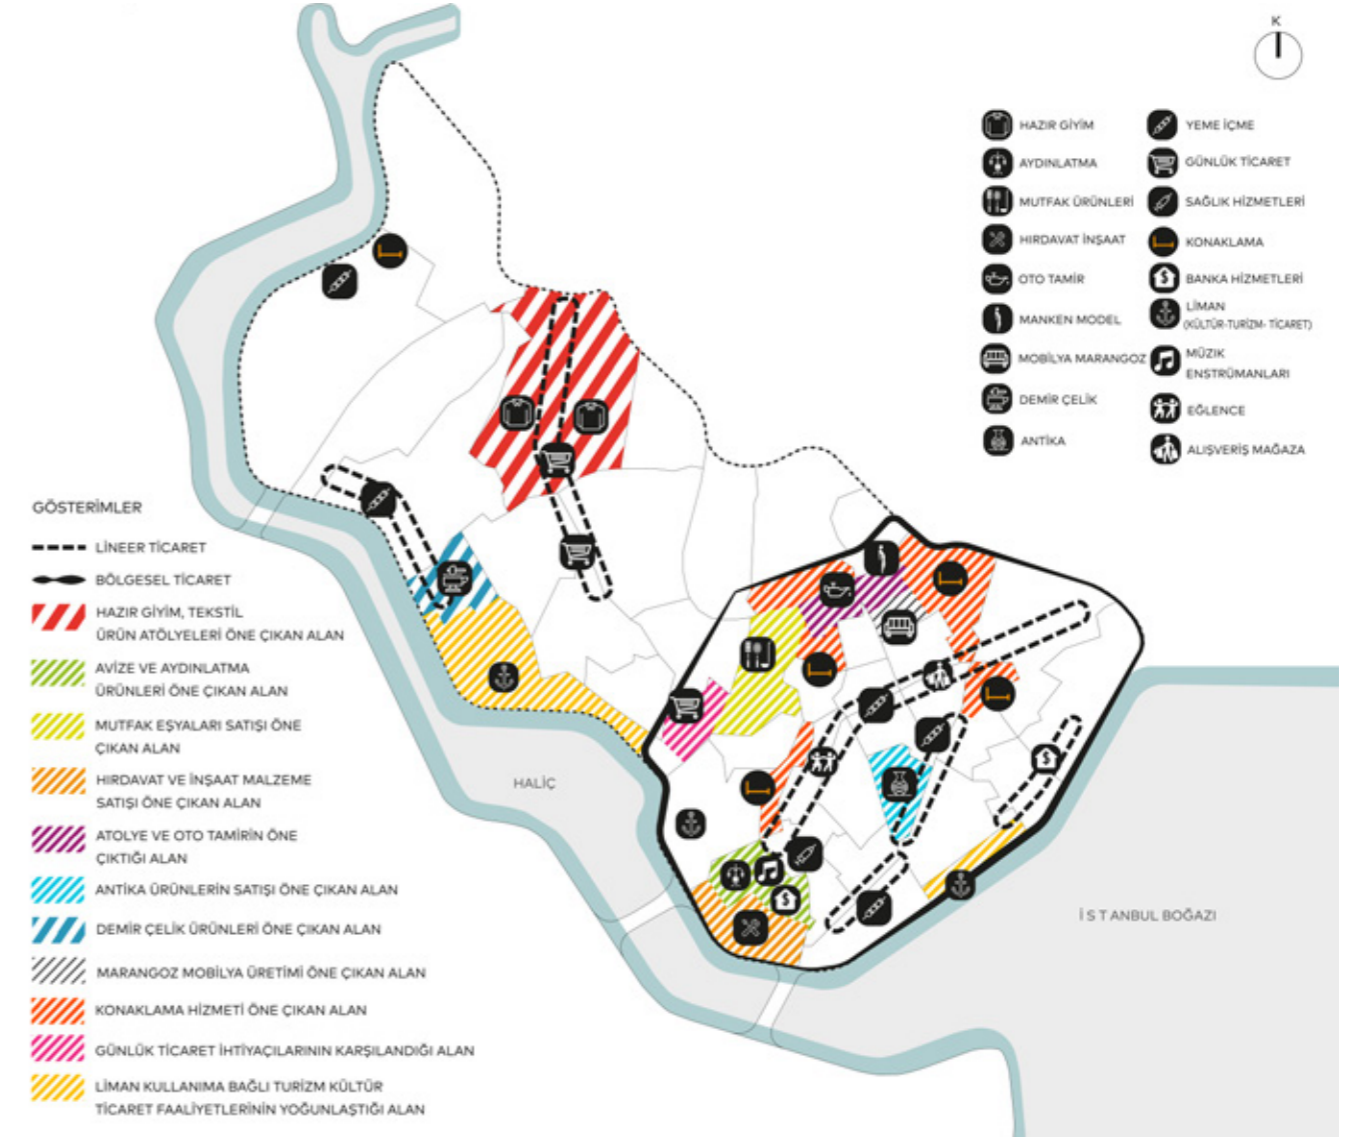 K
HAZIR GİYİM
AYDINLATMA
MUTFAK ÜRÜNLERİ
HIRDAVAT İNŞAAT
OTO TAMİR
MANKEN MODEL
MOBİLYA MARANGOZ
DEMİR ÇELİK
ANTİKA
YEME İÇME
GÜNLÜK TİCARET
SAĞLIK HİZMETLERİ
KONAKLAMA
BANKA HİZMETLERİ
LİMAN
(KÜLTÜR-TURİZM- TİCARET)
MÜZIK
ENSTRÜMANLARI
EĞLENCE
ALIŞVERİŞ MAĞAZA
GÖSTERİMLER
LİNEER TİCARET
BÖLGESEL TİCARET
HAZIR GİYİM, TEKSTİL
ÜRÜN ATÖLYELERİ ÖNE ÇIKAN ALAN
AVİZE VE AYDINLATMA
ÜRÜNLERİ ÖNE ÇIKAN ALAN
MUTFAK EŞYALARI SATIŞI ÖNE
ÇIKAN ALAN
HIRDAVAT VE İNŞAAT MALZEME
SATIŞI ÖNE ÇIKAN ALAN
ATOLYE VE OTO TAMİRİN ÖNE
ÇIKTIĞI ALAN
ANTİKA ÜRÜNLERİN SATIŞI ÖNE ÇIKAN ALAN
DEMİR ÇELİK ÜRÜNLERİ ÖNE ÇIKAN ALAN
MARANGOZ MOBİLYA ÜRETİMİ ÖNE ÇIKAN ALAN
KONAKLAMA HİZMETİ ÖNE ÇIKAN ALAN
GÜNLÜK TİCARET İHTİYAÇILARININ KARŞILANDIĞI ALAN
LİMAN KULLANIMA BAĞLI TURİZM KÜLTÜR
TİCARET FAALİYETLERİNİN YOĞUNLAŞTIĞI ALAN
HALİÇ
İSTANBUL BOĞAZI